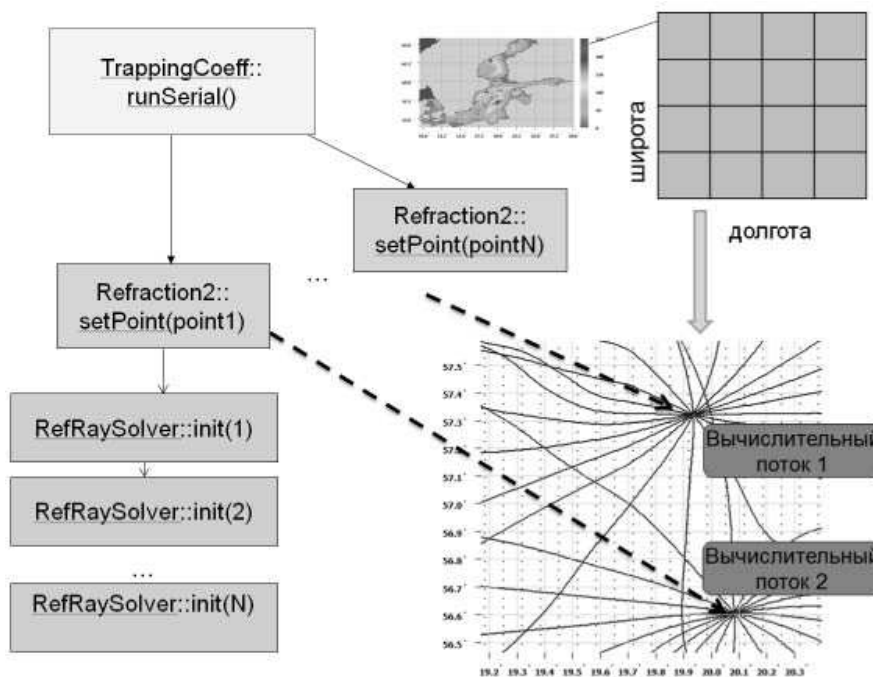 TrappingCoeff::
runSerial()
широта
долгота
Refraction2::
setPoint(pointN)
...
Refraction2::
setPoint(point1)
RefRaySolver::init(1)
RefRaySolver::init(2)
...
RefRaySolver::init(N)
57.5
57.4
57.3
57.2
57.1
57.0
56.9
56.8
56.7
56.6
56.5
Вычислительный
поток 1
Вычислительный
поток 2
19.2 19.3 19.4 19.5 19.6 19.7 19.8 19.9 20.0 20.1 20.2 20.3